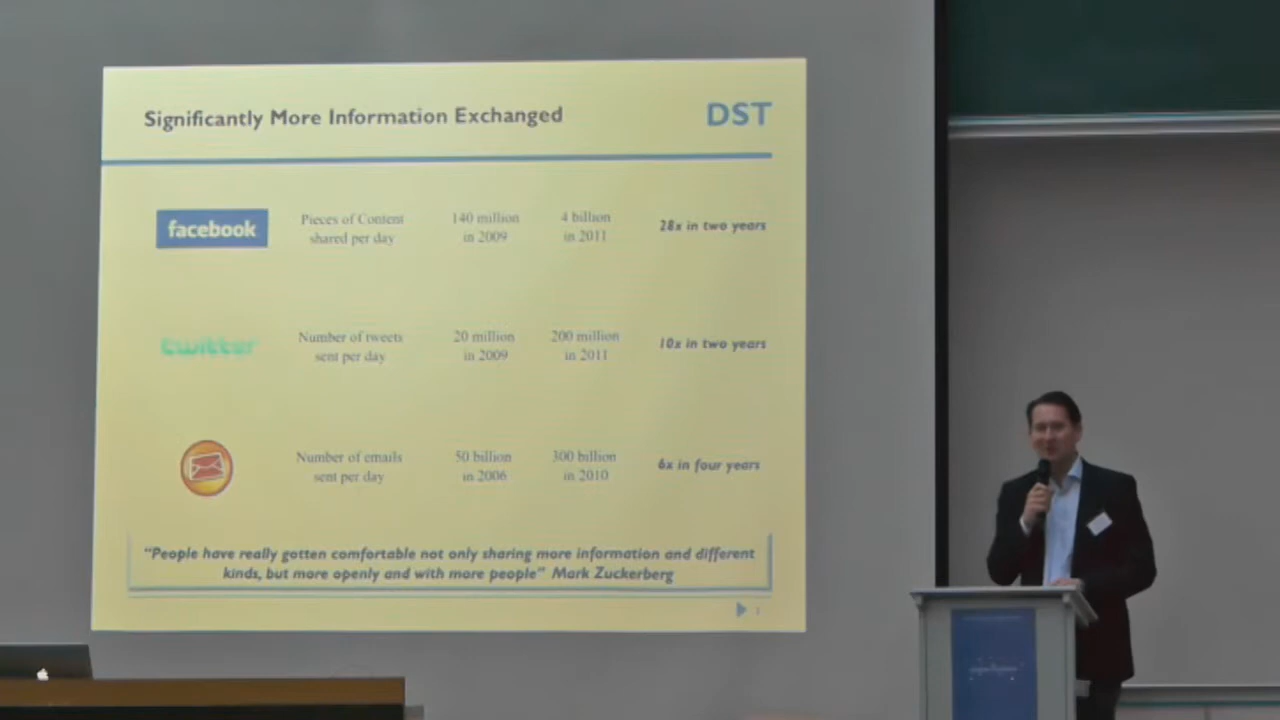 Significantly More Information Exchanged
DST
facebook
Pieces of Content
shared per day
140 million
in 2009
4 billion
in 2011
28x in two years
twitter
Number of tweets
sent per day
20 million
in 2009
200 million
in 2011
10x in two years
Number of emails
sent per day
50 billion
in 2006
300 billion
in 2010
6x in four years
"People have really gotten comfortable not only sharing more information and different
kinds, but more openly and with more people" Mark Zuckerberg